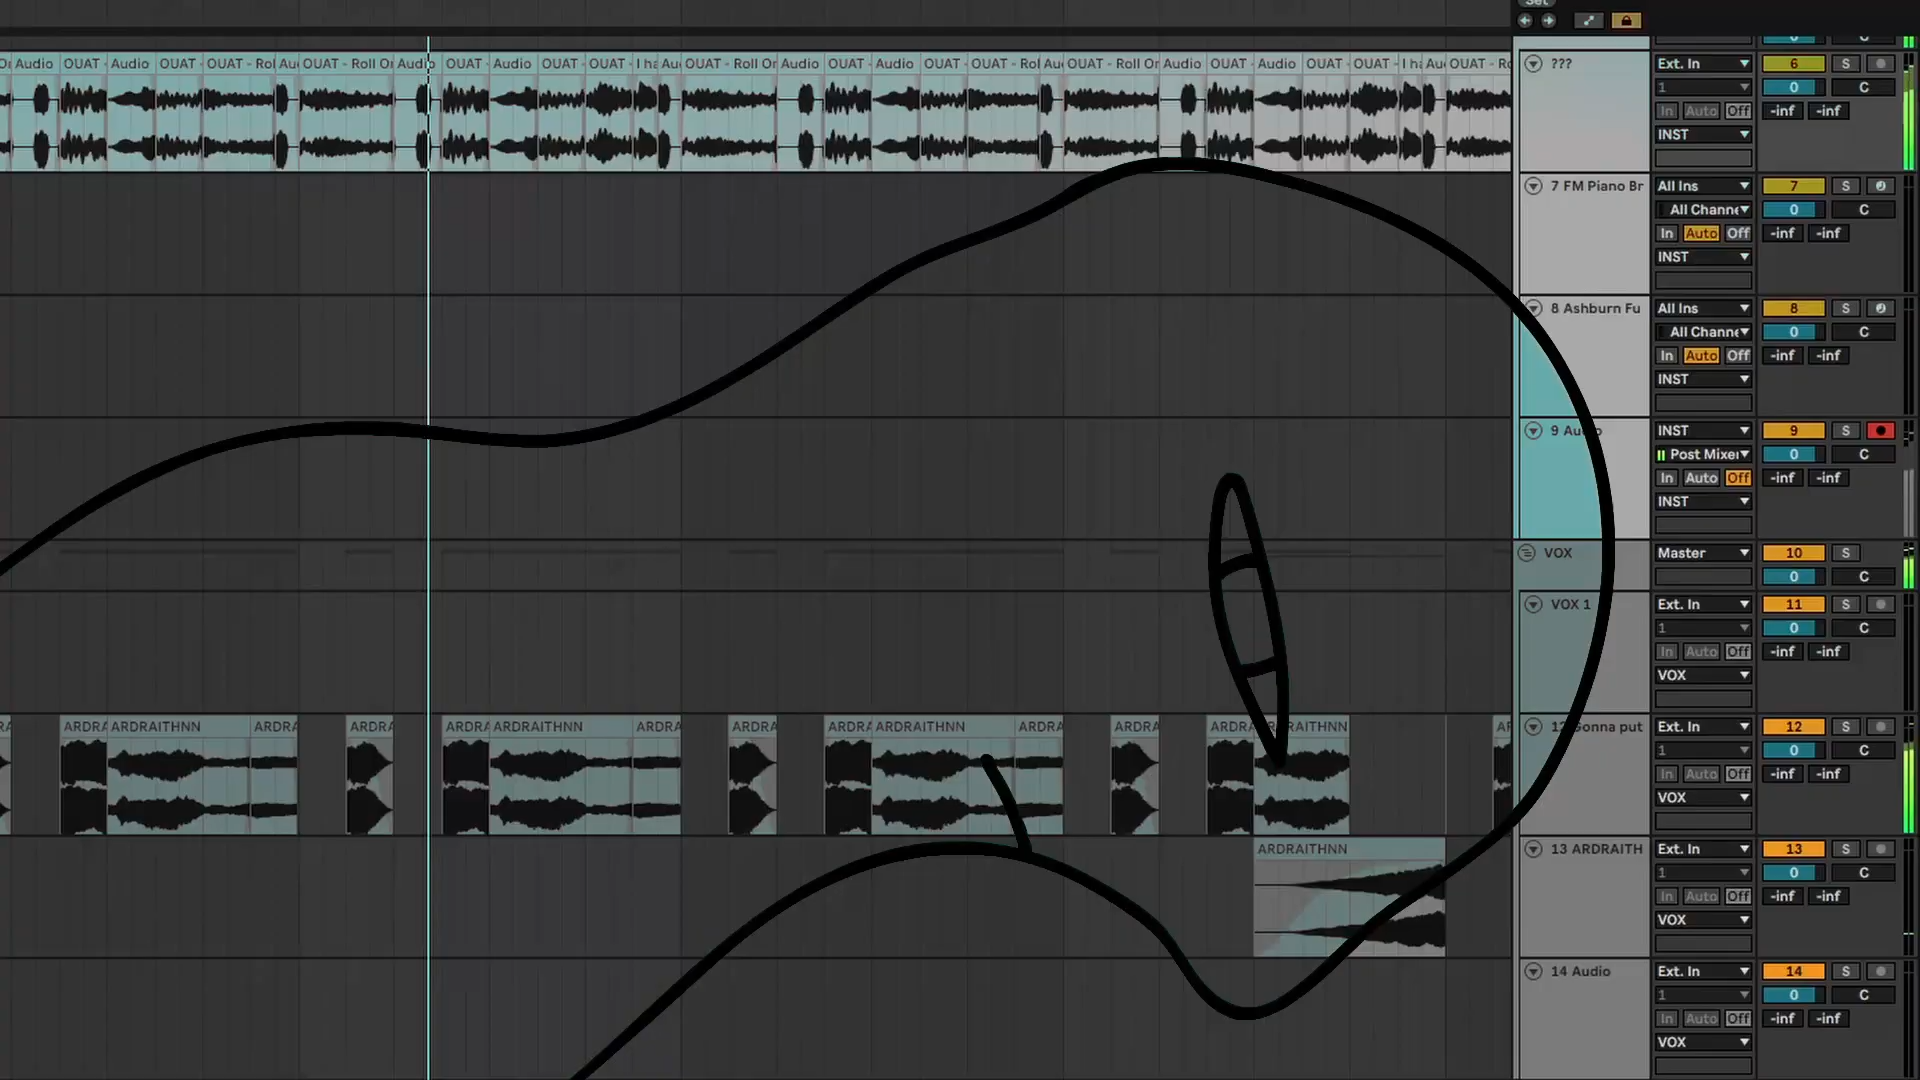 Set
Audio OUAT - Audio OUAT - OUAT - Rol Au OUAT - Roll Or Audio OUAT - Audio OUAT - OUAT - I ha Au OUAT - Roll Or Audio OUAT - Audio OUAT - OUAT - Rol Au OUAT - Roll Or Audio OUAT - Audio OUAT - OUAT - I ha Au OUAT - Ro
??? Ext. In 6 S
1 0 C
In Auto Off -inf -inf
INST
7 FM Piano Br All Ins 7 S
All Channe 0 C
In Auto Off -inf -inf
INST
8 Ashburn Fu All Ins 8 S
All Channe 0 C
In Auto Off -inf -inf
INST
9 Audio INST 9 S
Post Mixer 0 C
In Auto Off -inf -inf
INST
VOX Master 10 S
0 C
VOX 1 Ext. In 11 S
1 0 C
In Auto Off -inf -inf
VOX
ARDRA ARDRAITHNN ARDRA ARDRA ARDRA ARDRAITHNN ARDRA ARDRA ARDRA ARDRAITHNN ARDRA ARDRA ARDRA ARDRAITHNN AR 12 Gonna put Ext. In 12 S
1 0 C
In Auto Off -inf -inf
VOX
ARDRAITHNN 13 ARDRAITH Ext. In 13 S
1 0 C
In Auto Off -inf -inf
VOX
14 Audio Ext. In 14 S
1 0 C
In Auto Off -inf -inf
VOX